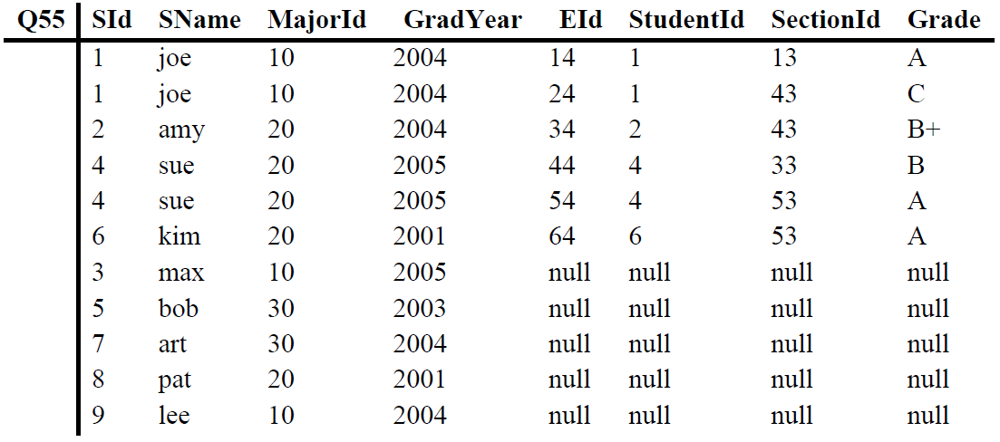 Q55 SId SName MajorId GradYear EId StudentId SectionId Grade
1 joe 10 2004 14 1 13 A
1 joe 10 2004 24 1 43 C
2 amy 20 2004 34 2 43 B+
4 sue 20 2005 44 4 33 B
4 sue 20 2005 54 4 53 A
6 kim 20 2001 64 6 53 A
3 max 10 2005 null null null null
5 bob 30 2003 null null null null
7 art 30 2004 null null null null
8 pat 20 2001 null null null null
9 lee 10 2004 null null null null